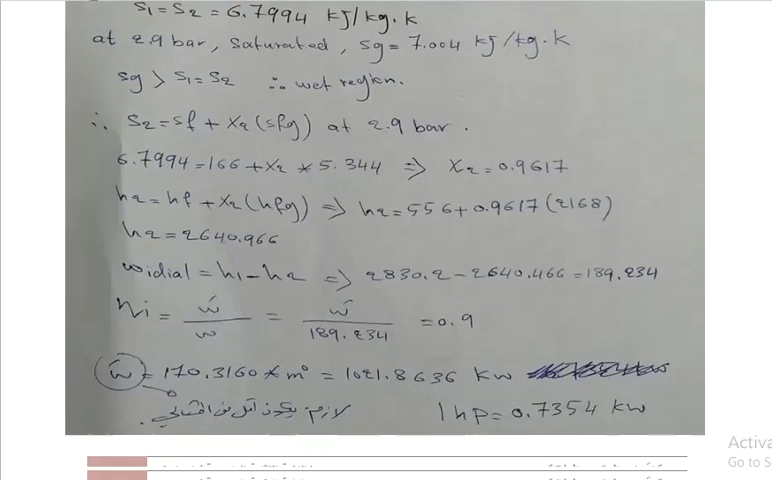 S₁ = S₂ = 6.7994 kJ/kg.k
at 2.9 bar, saturated, sg = 7.004 kJ/kg.k
sg > S₁ = S₂ ∴ wet region.
∴ S₂ = sf + X₂ (sfg) at 2.9 bar.
6.7994 = 166 + X₂ * 5.344 ⇒ X₂ = 0.9617
h₂ = hf + X₂ (hfg) ⇒ h₂ = 556 + 0.9617 (2168)
h₂ = 2640.966
widial = h₁ - h₂ ⇒ 2830.2 - 2640.466 = 189.234
ηi = ẃ / w = ẃ / 189.234 = 0.9
ẃ = 170.3160 * m° = 1021.8636 kw
لازم يكون أقل من
1 hp = 0.7354 kw
Activa
Go to S